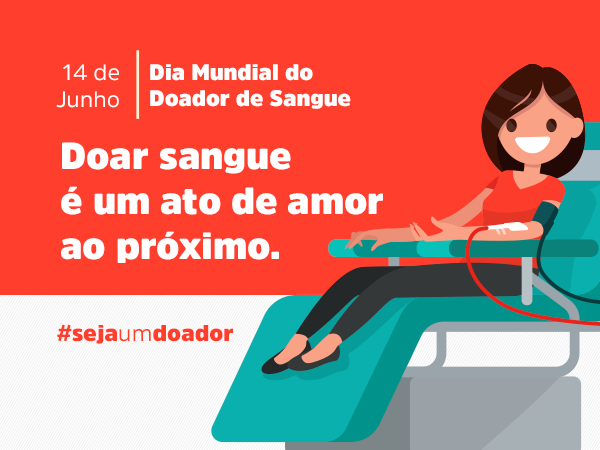 14 de
Junho
Dia Mundial do
Doador de Sangue
Doar sangue
é um ato de amor
ao próximo.
#sejaumdoador